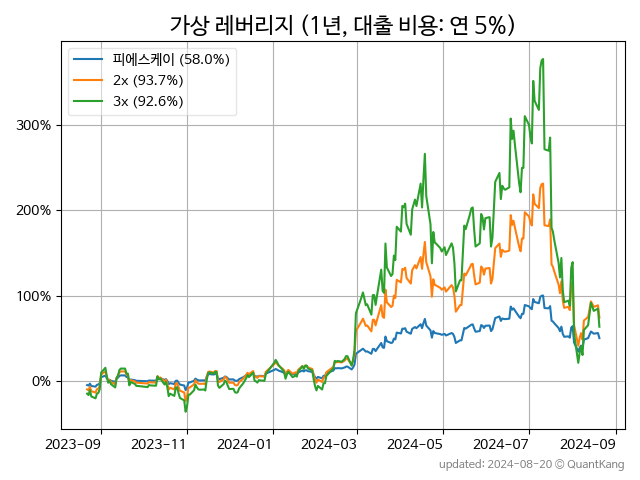 가상 레버리지 (1년, 대출 비용: 연 5%)
피에스케이 (58.0%)
2x (93.7%)
3x (92.6%)
300%
200%
100%
0%
2023-09 2023-11 2024-01 2024-03 2024-05 2024-07 2024-09
updated: 2024-08-20 © QuantKang